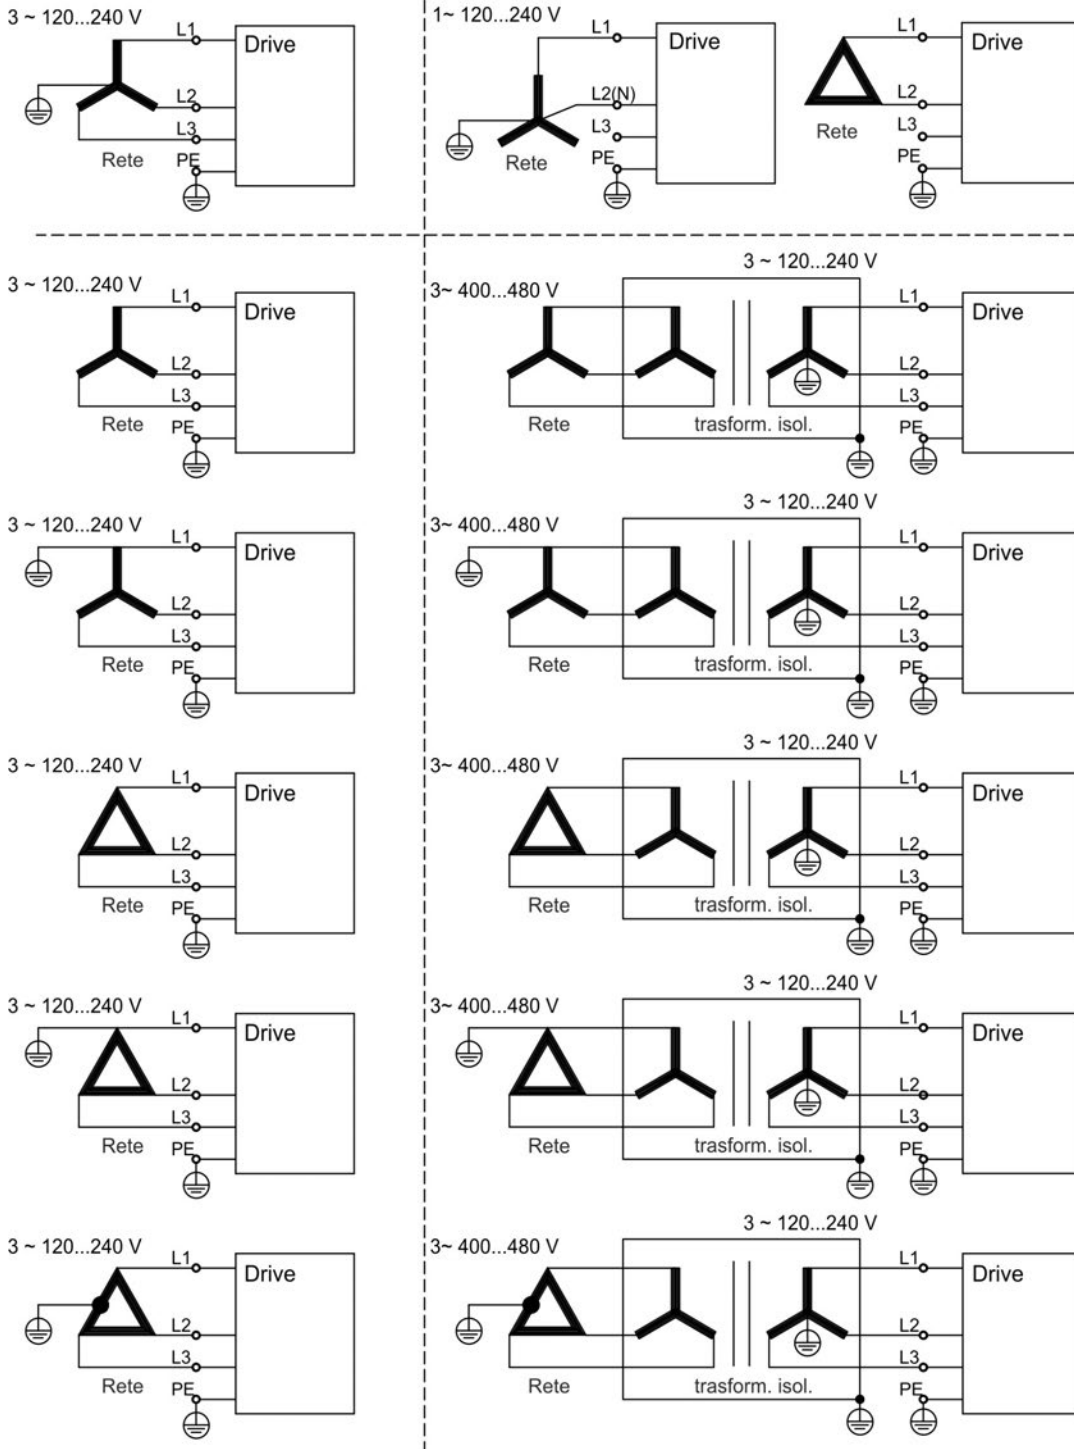 3 ~ 120...240 V
L1
Drive
L2
L3
Rete
PE
1~ 120...240 V
L1
Drive
L2(N)
L3
Rete
PE
L1
Drive
L2
Rete
L3
PE
3 ~ 120...240 V
L1
Drive
L2
L3
Rete
PE
3 ~ 120...240 V
3~ 400...480 V
L1
Drive
L2
L3
Rete
trasform. isol.
PE
3 ~ 120...240 V
L1
Drive
L2
L3
Rete
PE
3 ~ 120...240 V
3~ 400...480 V
L1
Drive
L2
L3
Rete
trasform. isol.
PE
3 ~ 120...240 V
L1
Drive
L2
L3
Rete
PE
3 ~ 120...240 V
3~ 400...480 V
L1
Drive
L2
L3
Rete
trasform. isol.
PE
3 ~ 120...240 V
L1
Drive
L2
L3
Rete
PE
3 ~ 120...240 V
3~ 400...480 V
L1
Drive
L2
L3
Rete
trasform. isol.
PE
3 ~ 120...240 V
L1
Drive
L2
L3
Rete
PE
3 ~ 120...240 V
3~ 400...480 V
L1
Drive
L2
L3
Rete
trasform. isol.
PE